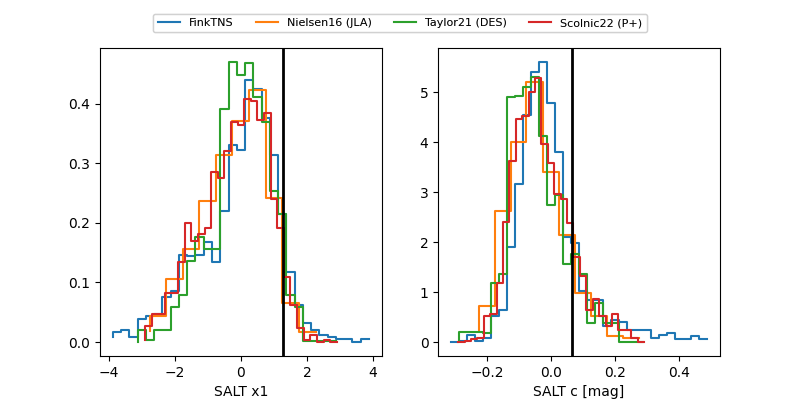 FinkTNS Nielsen16 (JLA) Taylor21 (DES) Scolnic22 (P+)
0.4
0.3
0.2
0.1
0.0
−4 −2 0 2 4
SALT x1
5
4
3
2
1
0
−0.2 0.0 0.2 0.4
SALT c [mag]